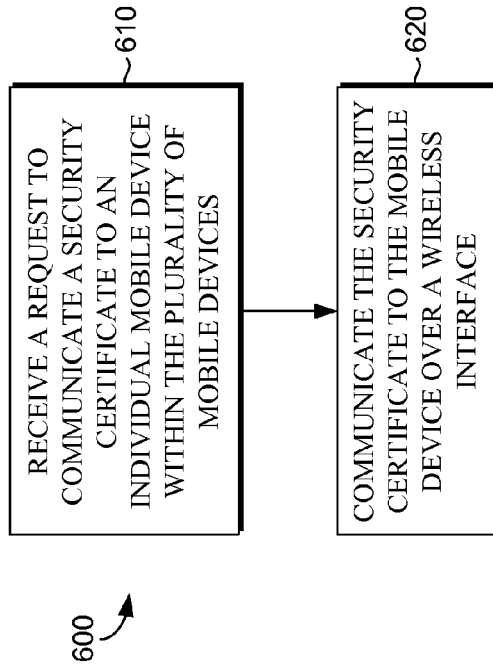 600
610
RECEIVE A REQUEST TO
COMMUNICATE A SECURITY
CERTIFICATE TO AN
INDIVIDUAL MOBILE DEVICE
WITHIN THE PLURALITY OF
MOBILE DEVICES
620
COMMUNICATE THE SECURITY
CERTIFICATE TO THE MOBILE
DEVICE OVER A WIRELESS
INTERFACE